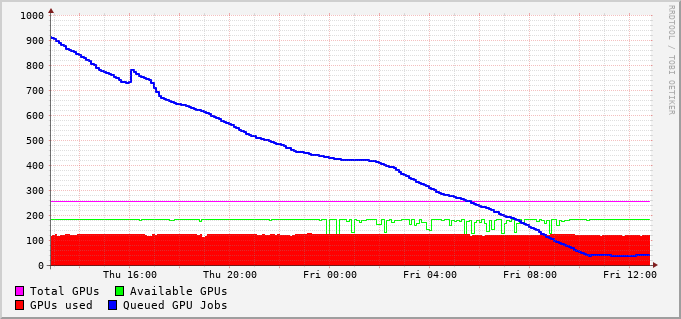 1000
900
800
700
600
500
400
300
200
100
0
Thu 16:00 Thu 20:00 Fri 00:00 Fri 04:00 Fri 08:00 Fri 12:00
Total GPUs Available GPUs
GPUs used Queued GPU Jobs
RRDTOOL / TOBI OETIKER